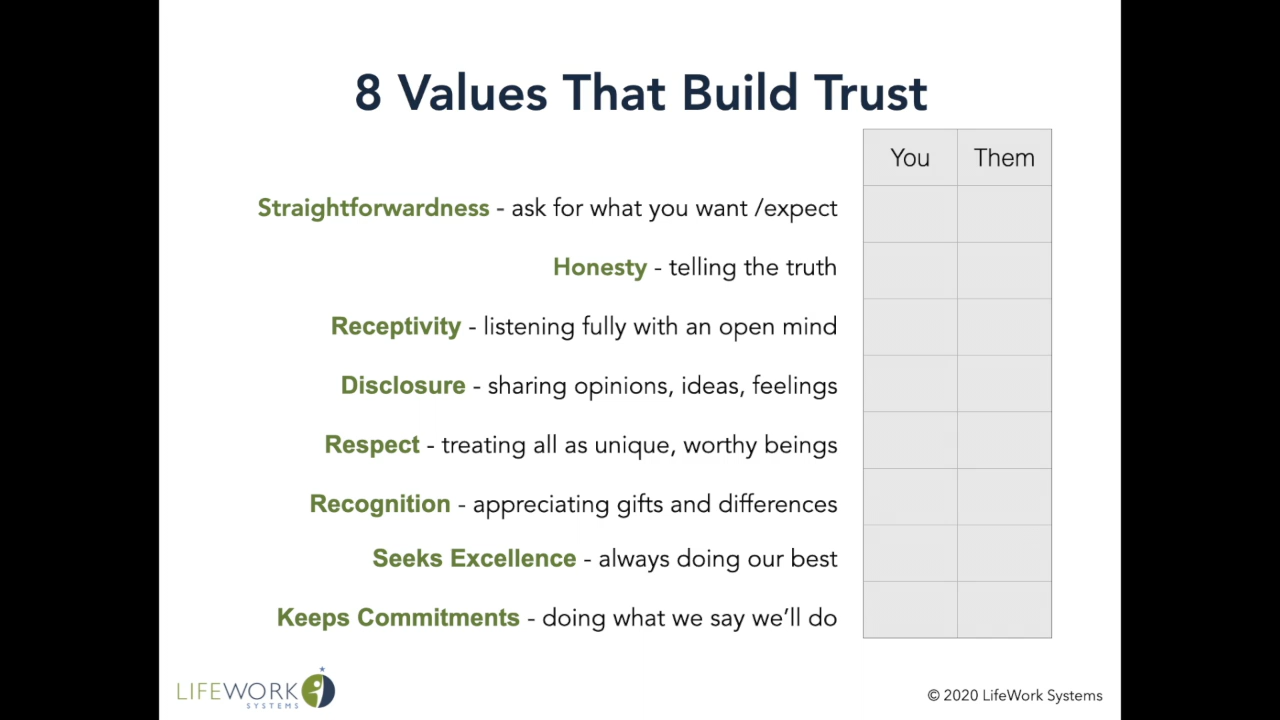 8 Values That Build Trust
You Them
Straightforwardness - ask for what you want /expect
Honesty - telling the truth
Receptivity - listening fully with an open mind
Disclosure - sharing opinions, ideas, feelings
Respect - treating all as unique, worthy beings
Recognition - appreciating gifts and differences
Seeks Excellence - always doing our best
Keeps Commitments - doing what we say we’ll do
LIFEWORK
SYSTEMS
© 2020 LifeWork Systems